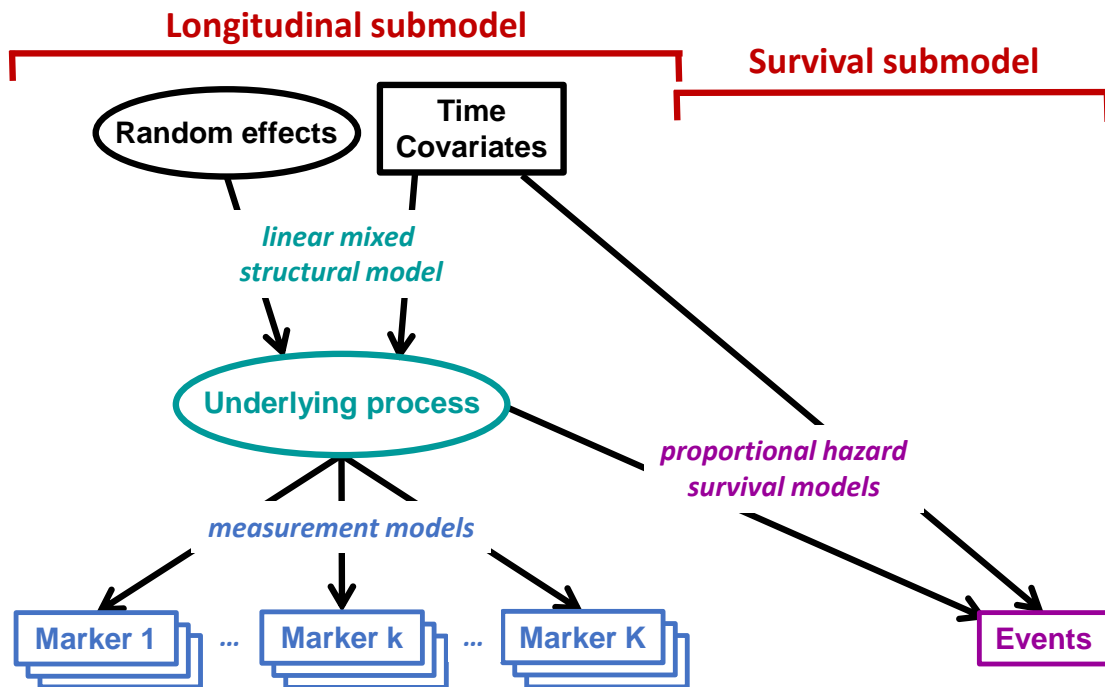 Longitudinal submodel
Survival submodel
Random effects
Time
Covariates
linear mixed
structural model
Underlying process
proportional hazard
survival models
measurement models
Marker 1
...
Marker k
...
Marker K
Events